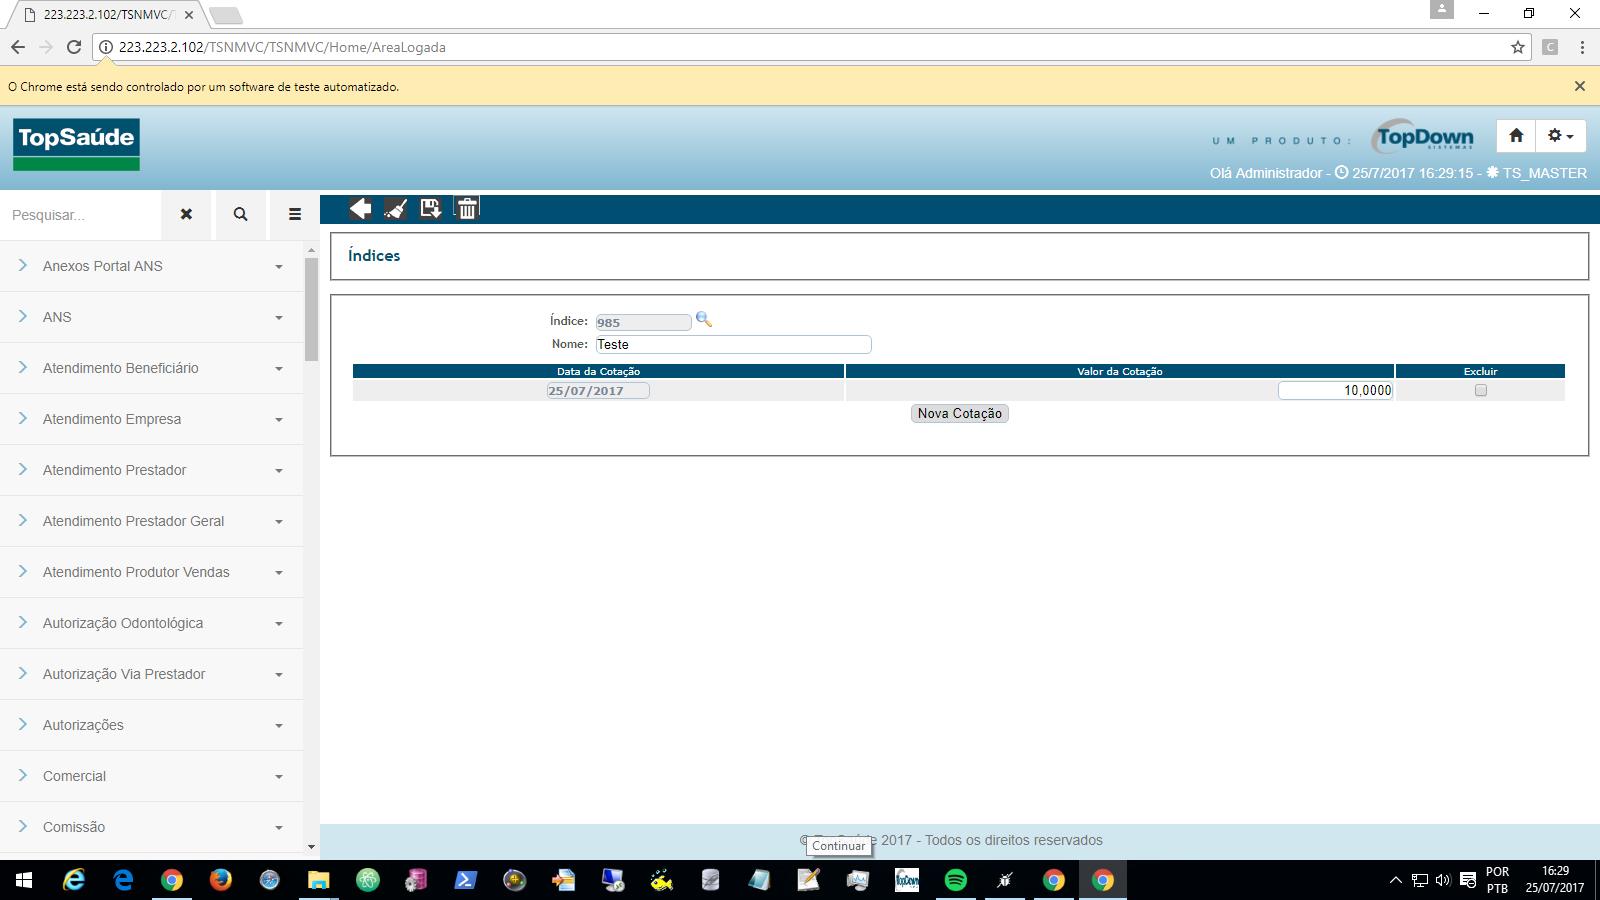 223.223.2.102/TSNMVC/T
223.223.2.102/TSNMVC/TSNMVC/Home/AreaLogada
C
O Chrome está sendo controlado por um software de teste automatizado.
TopSaúde
UM PRODUTO:
TopDown
SISTEMAS
Olá Administrador - 25/7/2017 16:29:15 - TS_MASTER
Pesquisar...
Anexos Portal ANS
ANS
Atendimento Beneficiário
Atendimento Empresa
Atendimento Prestador
Atendimento Prestador Geral
Atendimento Produtor Vendas
Autorização Odontológica
Autorização Via Prestador
Autorizações
Comercial
Comissão
Índices
Índice: 985
Nome: Teste
Data da Cotação Valor da Cotação Excluir
25/07/2017 10,0000
Nova Cotação
© 2017 - Todos os direitos reservados
Continuar
TopDown
POR
PTB
16:29
25/07/2017